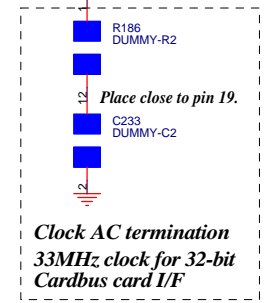 1
R186
DUMMY-R2
12
Place close to pin 19.
C233
DUMMY-C2
2
Clock AC termination
33MHz clock for 32-bit
Cardbus card I/F